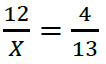 12/X = 4/13